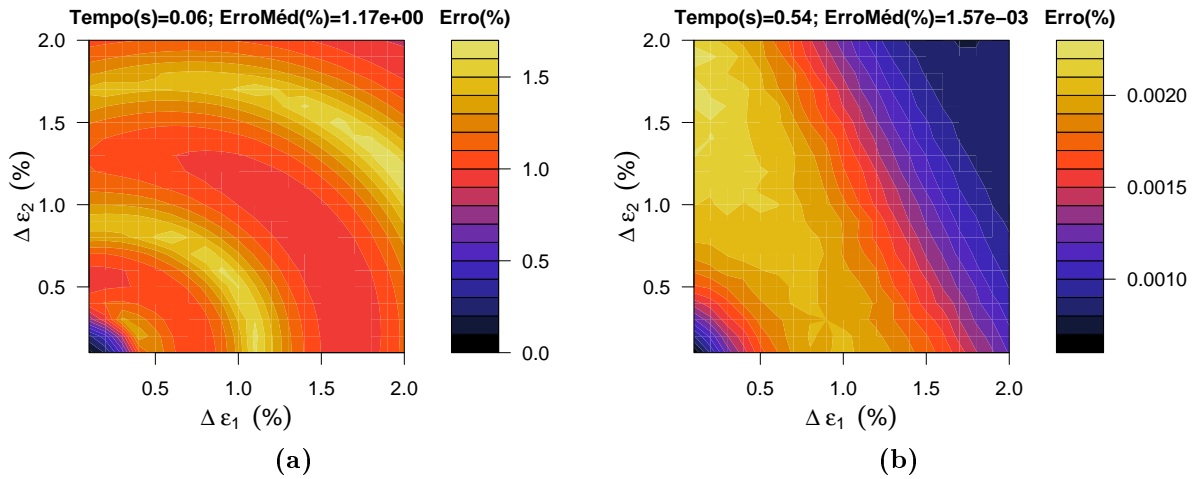 Tempo(s)=0.06; ErroMéd(%)=1.17e+00 Erro(%)
2.0
1.5
1.0
0.5
Δ ε2 (%)
0.5 1.0 1.5 2.0
Δ ε1 (%)
1.5
1.0
0.5
0.0
(a)
Tempo(s)=0.54; ErroMéd(%)=1.57e−03 Erro(%)
2.0
1.5
1.0
0.5
Δ ε2 (%)
0.5 1.0 1.5 2.0
Δ ε1 (%)
0.0020
0.0015
0.0010
(b)